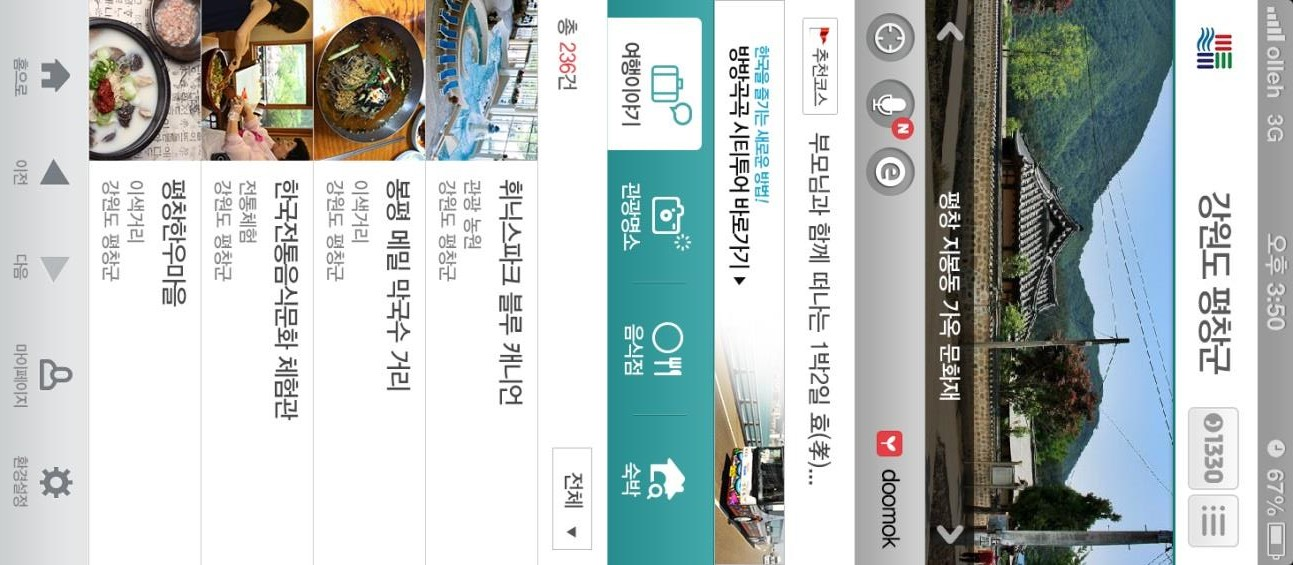 olleh 3G 오후 3:50 67%
강원도 평창군
01330
평창 지봉동 가옥 문화재
N
e
doomok
추천코스 부모님과 함께 떠나는 1박2일 효(孝)...
한국을 즐기는 새로운 방법!
방방곡곡 시티투어 바로가기
여행이야기
관광명소
음식점
숙박
총 236건
전체
휘닉스파크 블루 캐니언
관광 농원
강원도 평창군
봉평 메밀 막국수 거리
이색거리
강원도 평창군
한국전통음식문화 체험관
전통체험
강원도 평창군
평창한우마을
이색거리
강원도 평창군
홈으로
이전
다음
마이페이지
환경설정